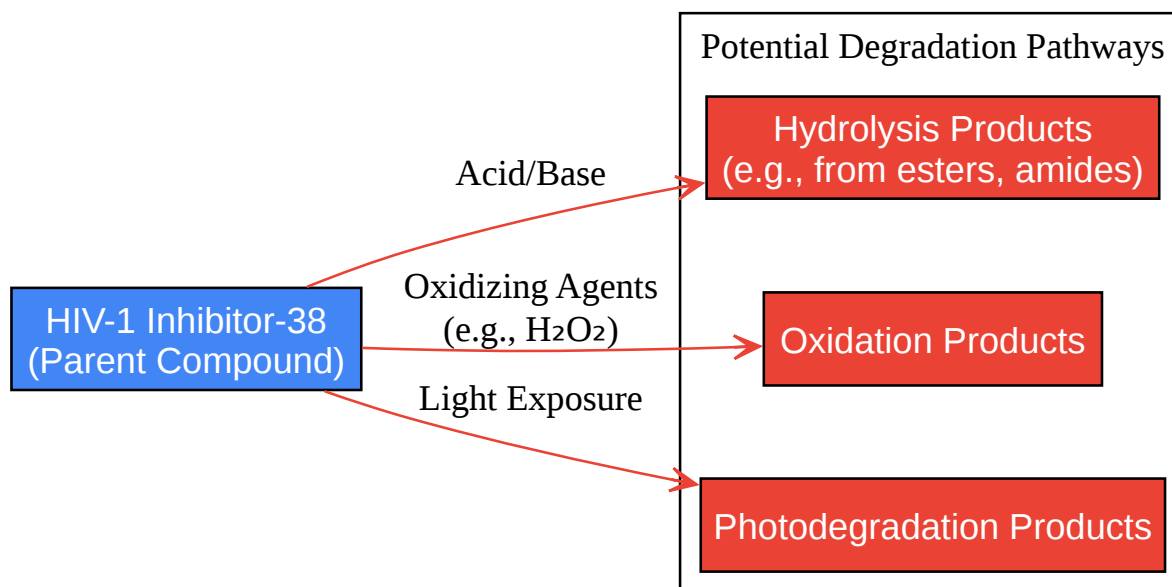 Potential Degradation Pathways
Hydrolysis Products
(e.g., from esters, amides)
Acid/Base
Oxidizing Agents
(e.g., H₂O₂)
HIV-1 Inhibitor-38
(Parent Compound)
Oxidation Products
Light Exposure
Photodegradation Products